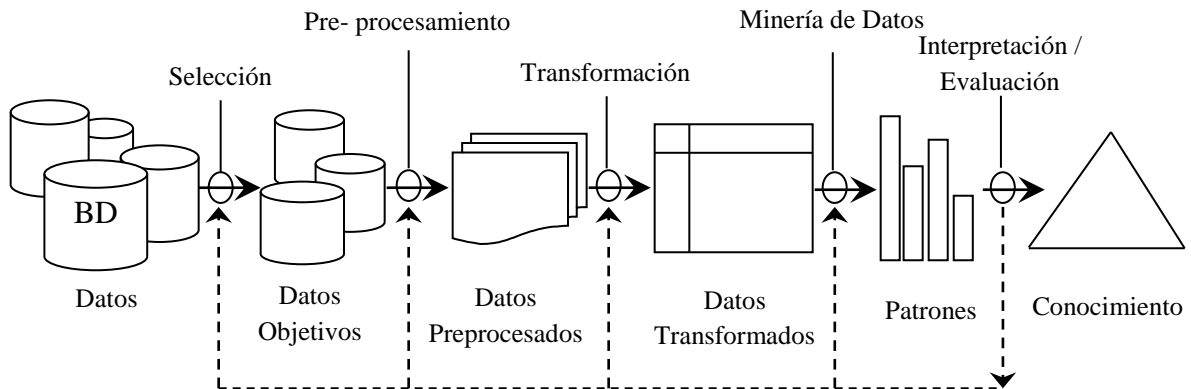 Pre- procesamiento
Minería de Datos
Interpretación /
Evaluación
Selección
Transformación
BD
Datos
Datos
Objetivos
Datos
Preprocesados
Datos
Transformados
Patrones
Conocimiento